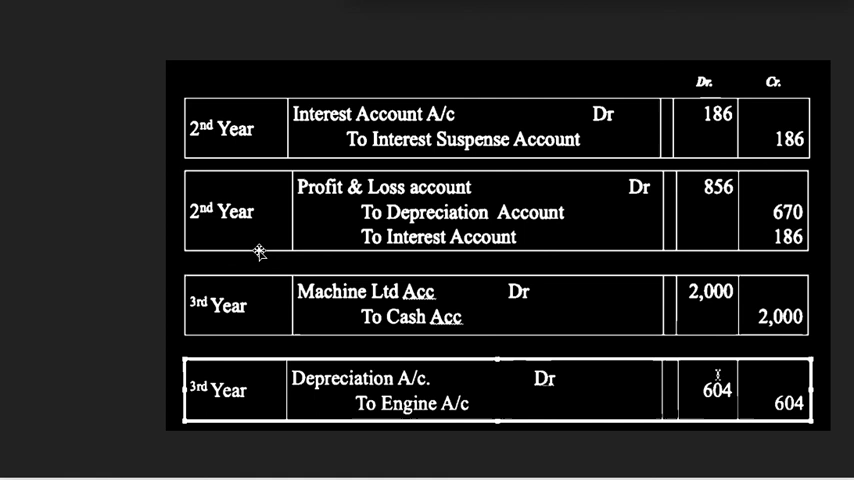 Dr. Cr.
Interest Account A/c Dr 186
2nd Year
To Interest Suspense Account 186
Profit & Loss account Dr 856
2nd Year To Depreciation Account 670
To Interest Account 186
Machine Ltd Acc Dr 2,000
3rd Year
To Cash Acc 2,000
Depreciation A/c. Dr 604
3rd Year
To Engine A/c 604